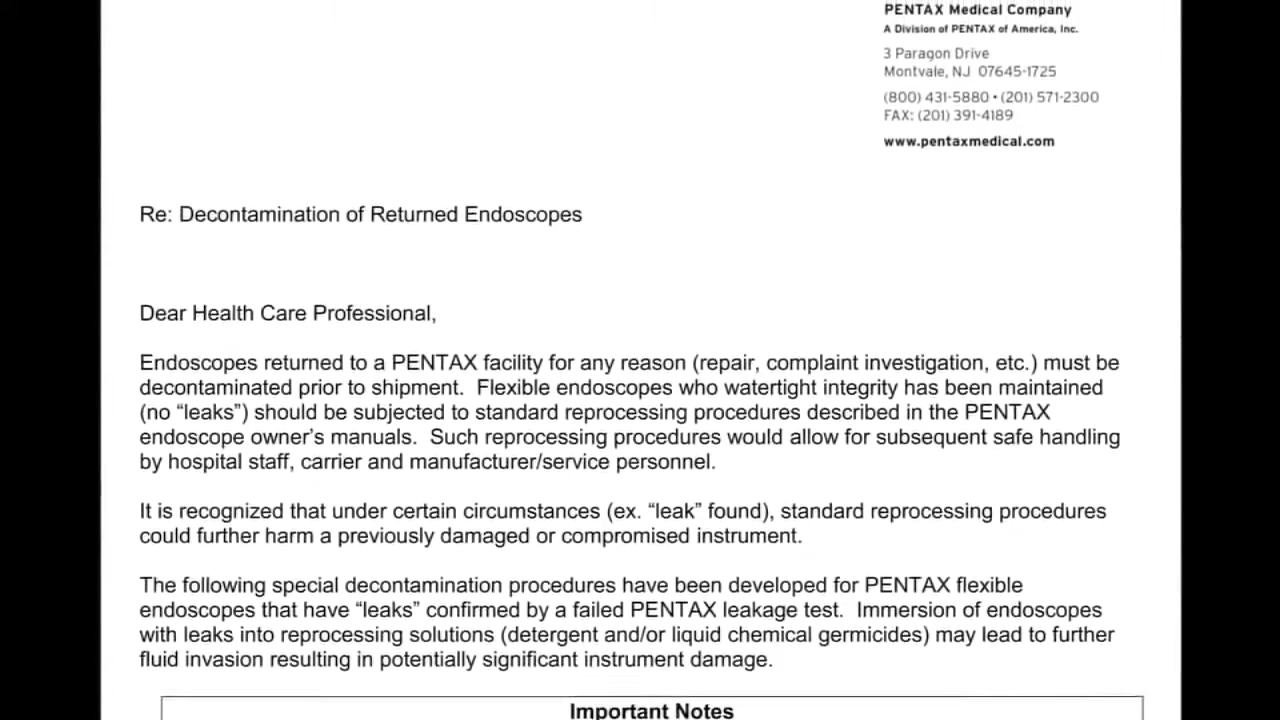 PENTAX Medical Company
A Division of PENTAX of America, Inc.
3 Paragon Drive
Montvale, NJ 07645-1725
(800) 431-5880 • (201) 571-2300
FAX: (201) 391-4189
www.pentaxmedical.com
Re: Decontamination of Returned Endoscopes
Dear Health Care Professional,
Endoscopes returned to a PENTAX facility for any reason (repair, complaint investigation, etc.) must be
decontaminated prior to shipment. Flexible endoscopes who watertight integrity has been maintained
(no “leaks”) should be subjected to standard reprocessing procedures described in the PENTAX
endoscope owner’s manuals. Such reprocessing procedures would allow for subsequent safe handling
by hospital staff, carrier and manufacturer/service personnel.
It is recognized that under certain circumstances (ex. “leak” found), standard reprocessing procedures
could further harm a previously damaged or compromised instrument.
The following special decontamination procedures have been developed for PENTAX flexible
endoscopes that have “leaks” confirmed by a failed PENTAX leakage test. Immersion of endoscopes
with leaks into reprocessing solutions (detergent and/or liquid chemical germicides) may lead to further
fluid invasion resulting in potentially significant instrument damage.
Important Notes